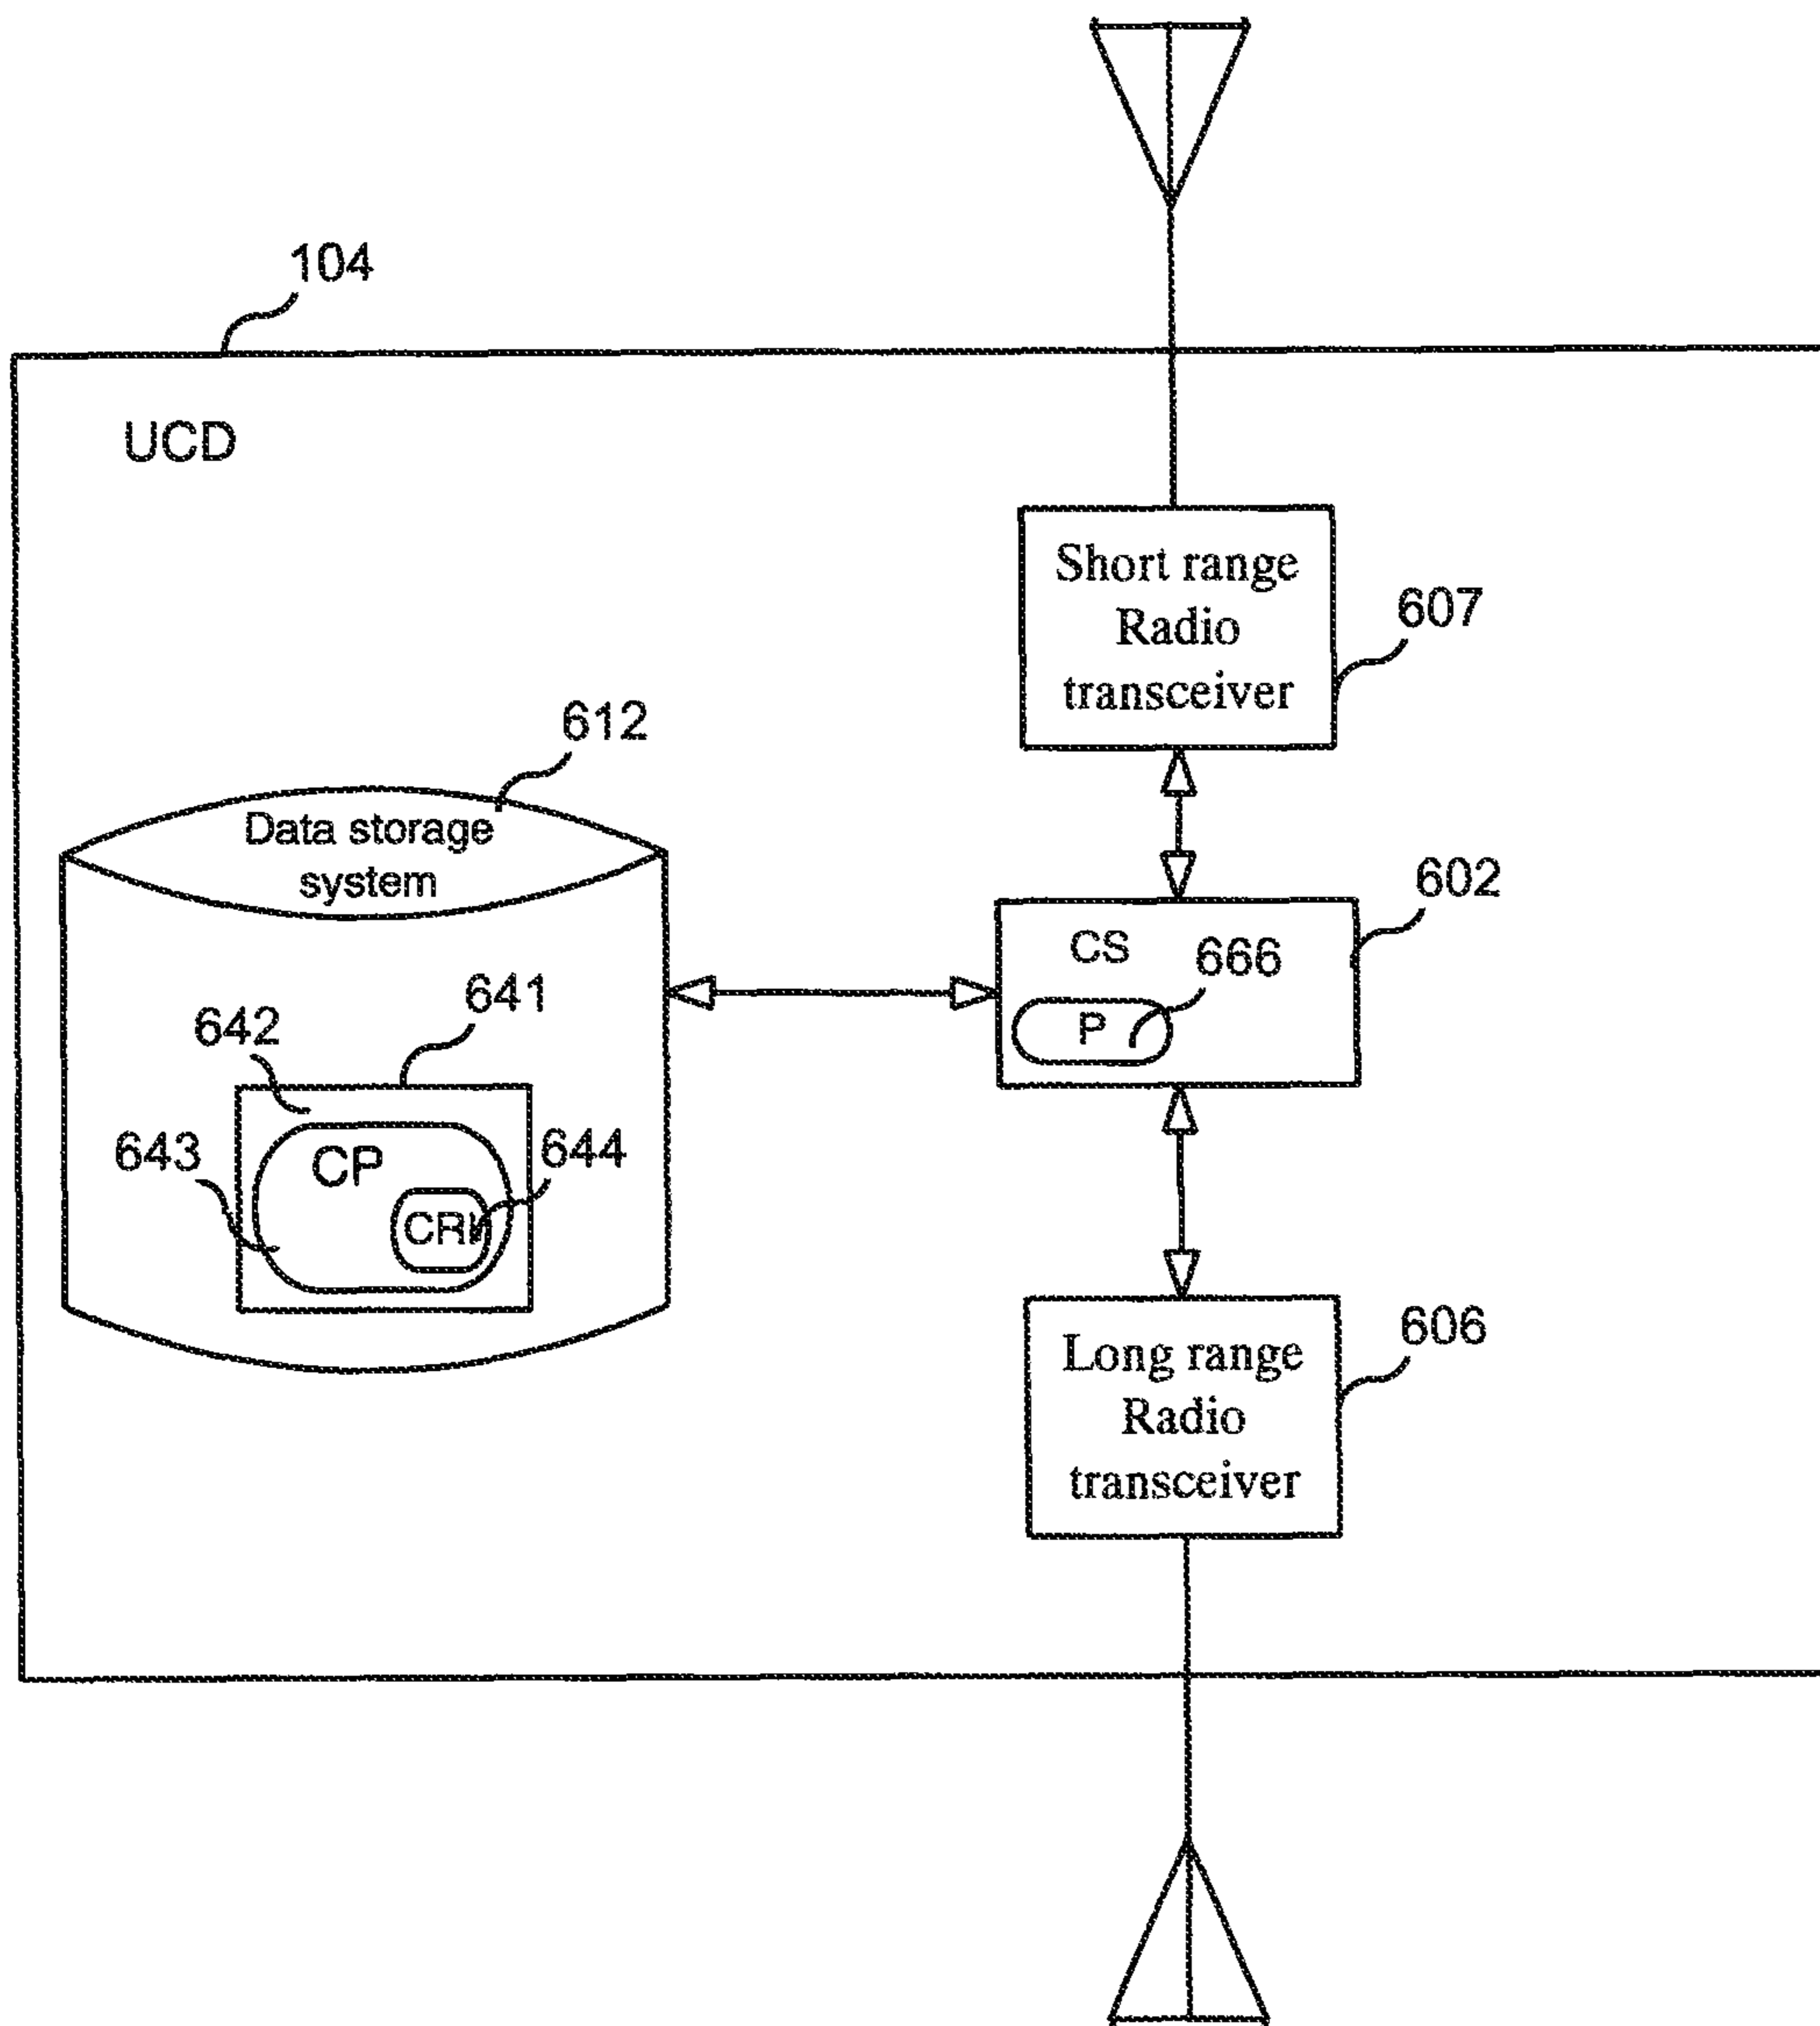 104
UCD
Short range
Radio
transceiver
607
612
Data storage
system
602
CS
666
P
641
642
643
CP
644
CRI
606
Long range
Radio
transceiver